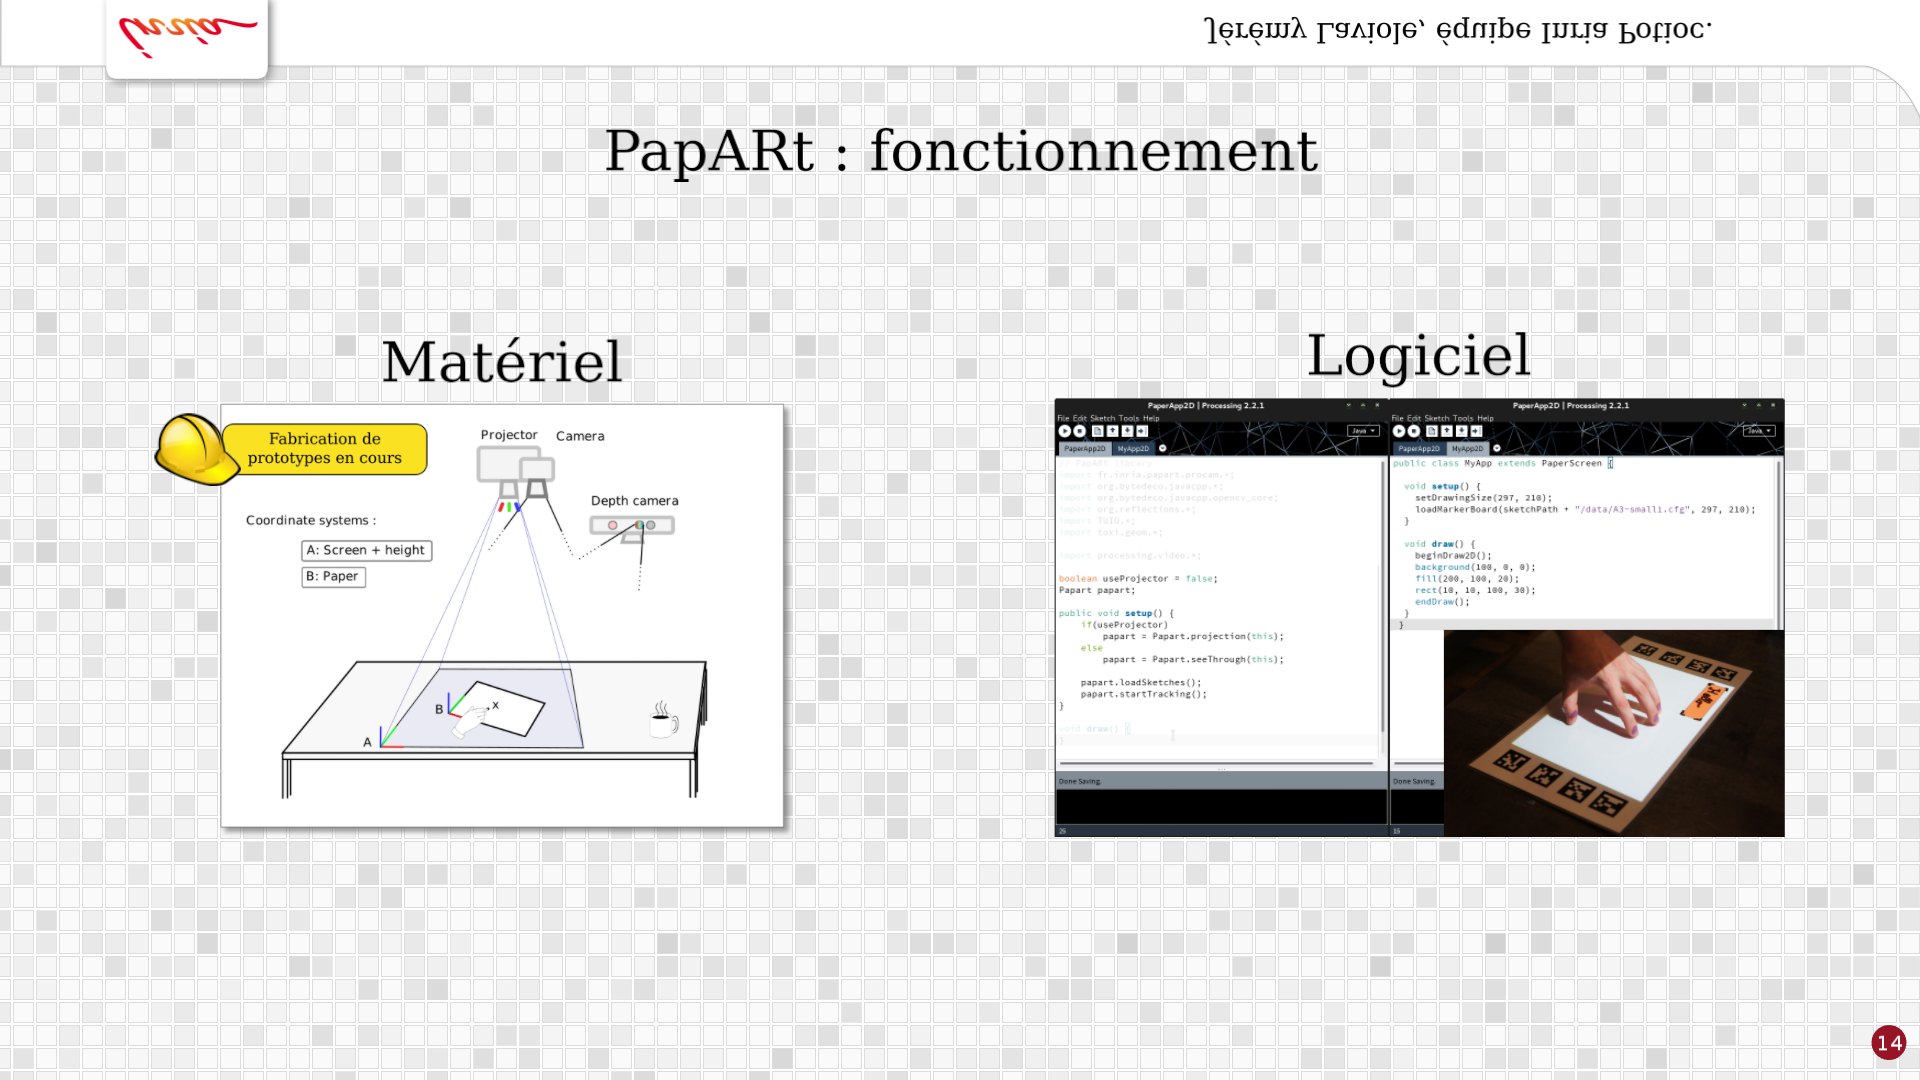 Inria
Jérémy Laviole, équipe Inria Potioc.
PapARt : fonctionnement
Matériel
Fabrication de
prototypes en cours
Projector
Camera
Depth camera
Coordinate systems :
A: Screen + height
B: Paper
B
x
A
Logiciel
PaperApp2D | Processing 2.2.1
File Edit Sketch Tools Help
Java
PaperApp2D MyApp2D
// PapARt library
import fr.inria.papart.procam.*;
import org.bytedeco.javacpp.*;
import org.bytedeco.javacpp.opencv_core;
import org.reflections.*;
import TUIO.*;
import toxi.geom.*;
import processing.video.*;
boolean useProjector = false;
Papart papart;
public void setup() {
if(useProjector)
papart = Papart.projection(this);
else
papart = Papart.seeThrough(this);
papart.loadSketches();
papart.startTracking();
}
void draw() {
}
Done Saving.
25
PaperApp2D | Processing 2.2.1
File Edit Sketch Tools Help
Java
PaperApp2D MyApp2D
public class MyApp extends PaperScreen {
void setup() {
setDrawingSize(297, 210);
loadMarkerBoard(sketchPath + "/data/A3-small1.cfg", 297, 210);
}
void draw() {
beginDraw2D();
background(100, 0, 0);
fill(200, 100, 20);
rect(10, 10, 100, 30);
endDraw();
}
}
Done Saving.
15
14